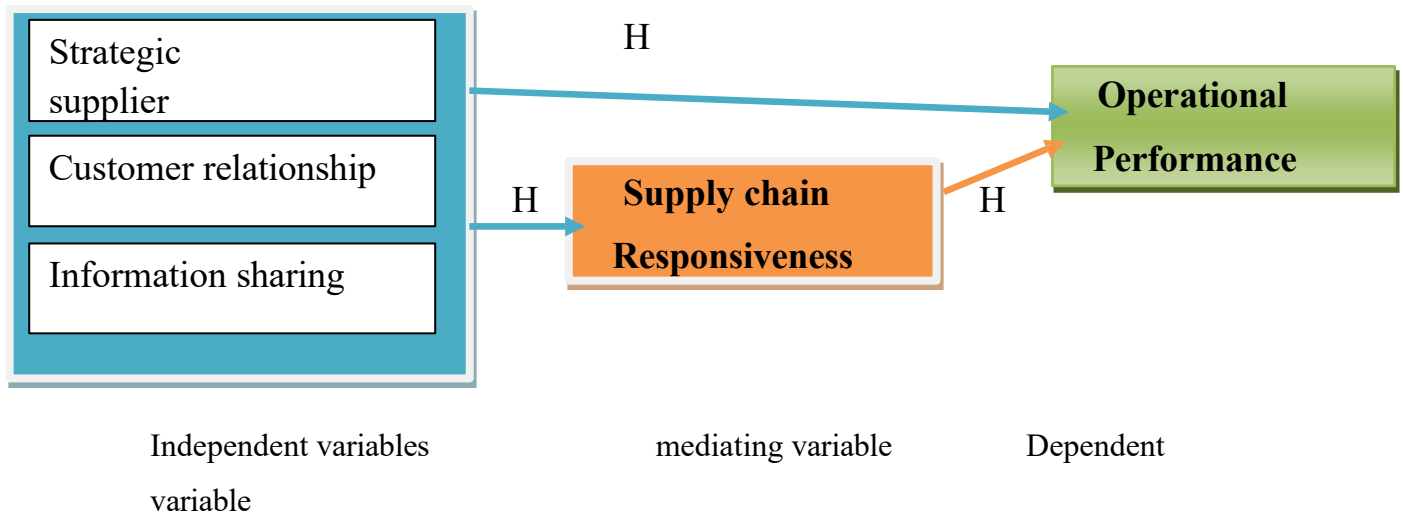 Strategic
supplier
Customer relationship
Information sharing
H
H
Supply chain
Responsiveness
H
Operational
Performance
Independent variables mediating variable Dependent
variable